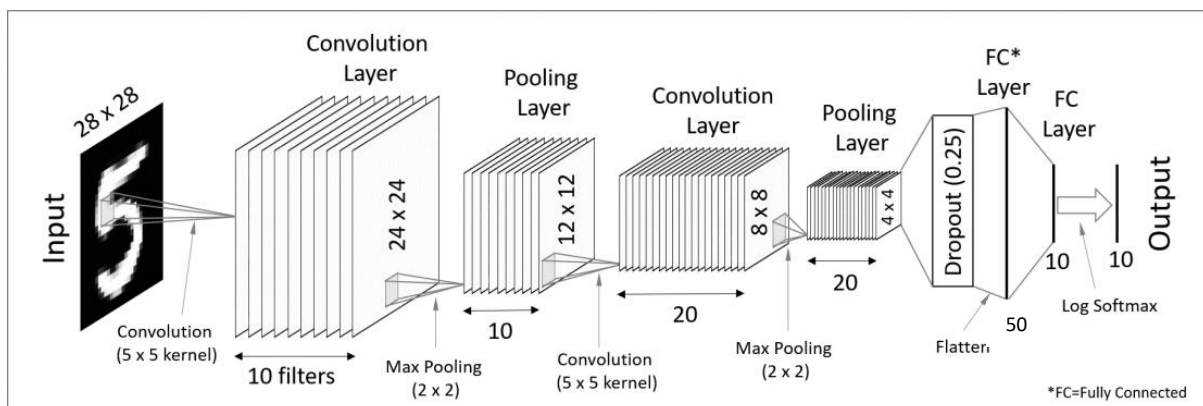 Input
28 x 28
Convolution
(5 x 5 kernel)
Convolution
Layer
24 x 24
10 filters
Max Pooling
(2 x 2)
Pooling
Layer
12 x 12
10
Convolution
(5 x 5 kernel)
Convolution
Layer
8 x 8
20
Max Pooling
(2 x 2)
Pooling
Layer
4 x 4
20
Dropout (0.25)
Flatten
FC*
Layer
50
FC
Layer
10
Log Softmax
10
Output
*FC=Fully Connected